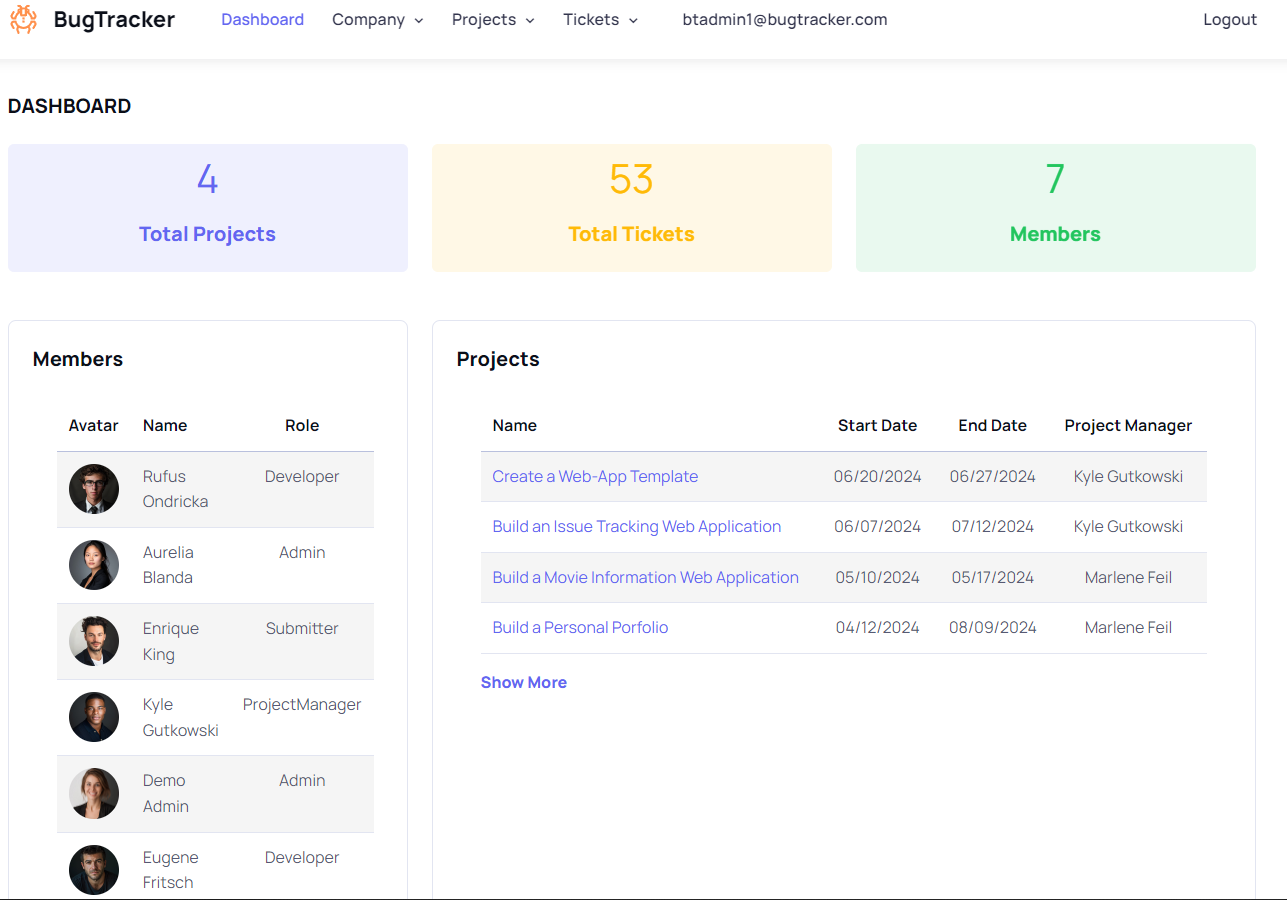 BugTracker Dashboard Company Projects Tickets btadmin1@bugtracker.com Logout
DASHBOARD
4
Total Projects
53
Total Tickets
7
Members
Members
Avatar Name Role
Rufus Developer
Ondricka
Aurelia Admin
Blanda
Enrique Submitter
King
Kyle ProjectManager
Gutkowski
Demo Admin
Admin
Eugene Developer
Fritsch
Projects
Name Start Date End Date Project Manager
Create a Web-App Template 06/20/2024 06/27/2024 Kyle Gutkowski
Build an Issue Tracking Web Application 06/07/2024 07/12/2024 Kyle Gutkowski
Build a Movie Information Web Application 05/10/2024 05/17/2024 Marlene Feil
Build a Personal Porfolio 04/12/2024 08/09/2024 Marlene Feil
Show More